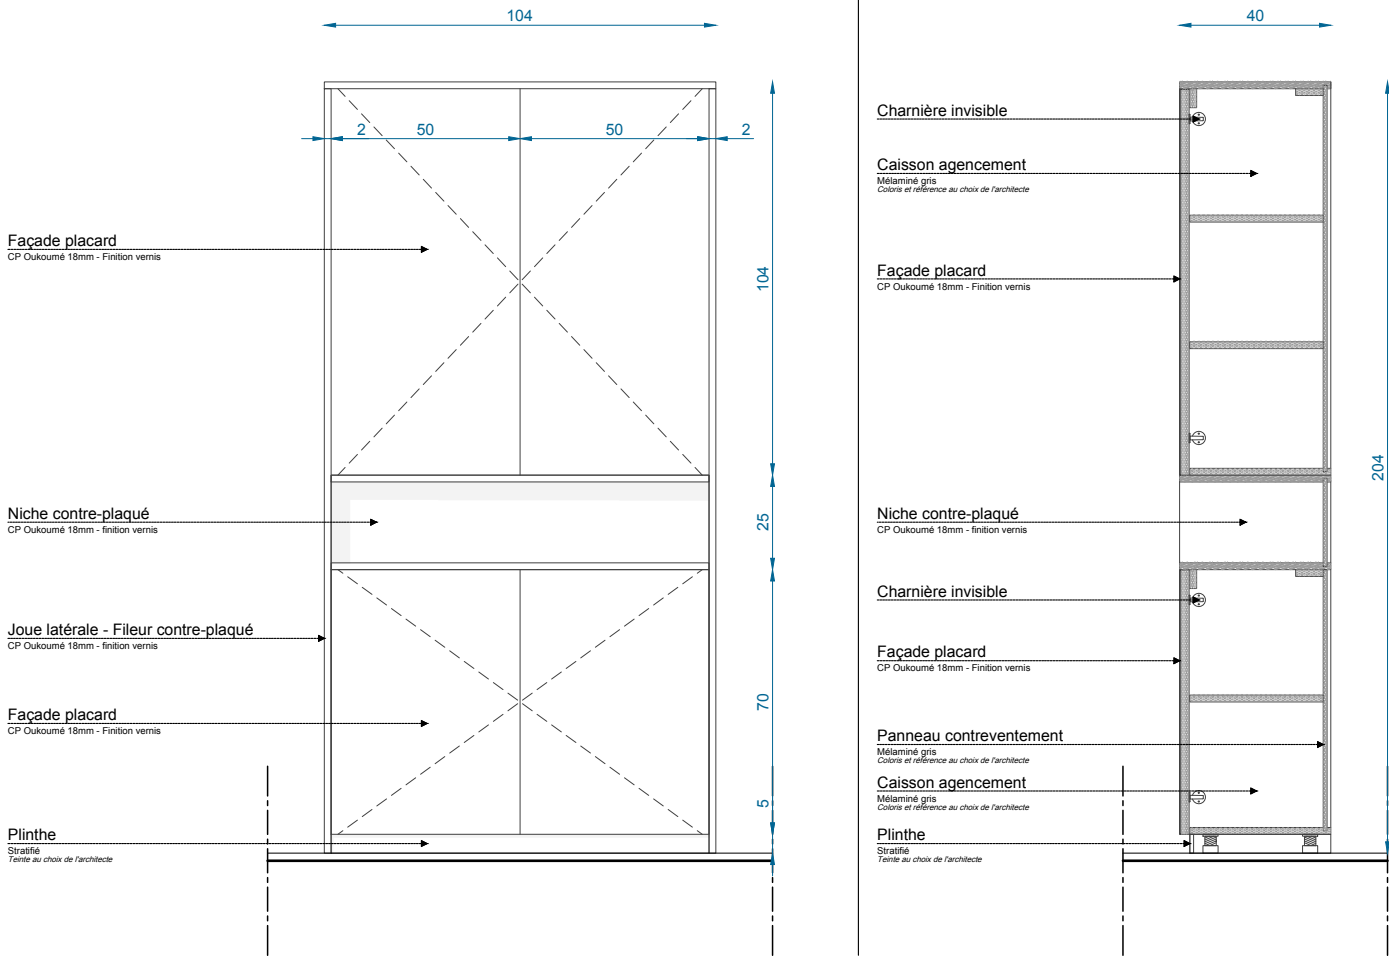 104
2
50
50
2
Façade placard
CP Oukoumé 18mm - Finition vernis
104
Niche contre-plaqué
CP Oukoumé 18mm - finition vernis
25
Joue latérale - Fileur contre-plaqué
CP Oukoumé 18mm - finition vernis
Façade placard
CP Oukoumé 18mm - Finition vernis
70
5
Plinthe
Stratifié
Teinte au choix de l'architecte
40
Charnière invisible
Caisson agencement
Mélaminé gris
Coloris et référence au choix de l'architecte
Façade placard
CP Oukoumé 18mm - Finition vernis
204
Niche contre-plaqué
CP Oukoumé 18mm - finition vernis
Charnière invisible
Façade placard
CP Oukoumé 18mm - Finition vernis
Panneau contreventement
Mélaminé gris
Coloris et référence au choix de l'architecte
Caisson agencement
Mélaminé gris
Coloris et référence au choix de l'architecte
Plinthe
Stratifié
Teinte au choix de l'architecte